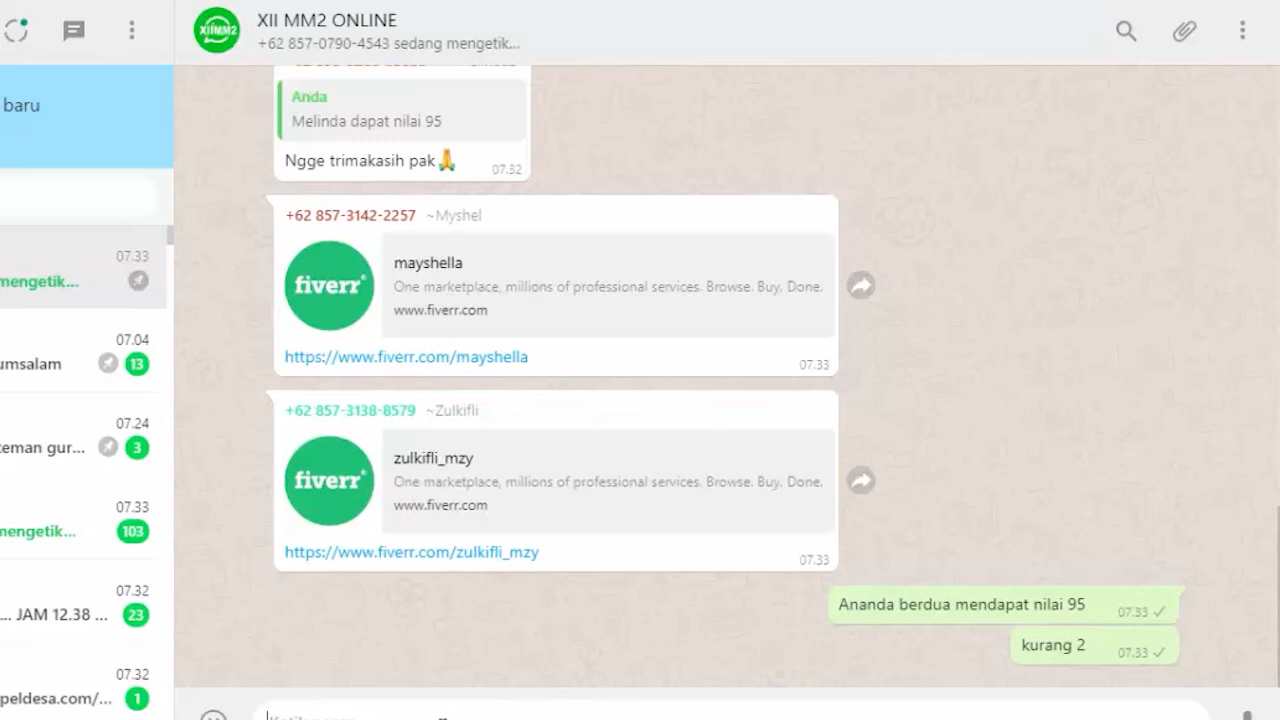 XIIMM2
XII MM2 ONLINE
+62 857-0790-4543 sedang mengetik...
baru
07.33
mengetik...
07.04
umsalam
13
07.24
teman gur...
3
07.33
mengetik...
103
07.32
... JAM 12.38 ...
23
07.32
peldesa.com/...
1
Anda
Melinda dapat nilai 95
Ngge trimakasih pak🙏
07.32
+62 857-3142-2257 ~Myshel
fiverr
mayshella
One marketplace, millions of professional services. Browse. Buy. Done.
www.fiverr.com
https://www.fiverr.com/mayshella
07.33
+62 857-3138-8579 ~Zulkifli
fiverr
zulkifli_mzy
One marketplace, millions of professional services. Browse. Buy. Done.
www.fiverr.com
https://www.fiverr.com/zulkifli_mzy
07.33
Ananda berdua mendapat nilai 95
07.33
kurang 2
07.33